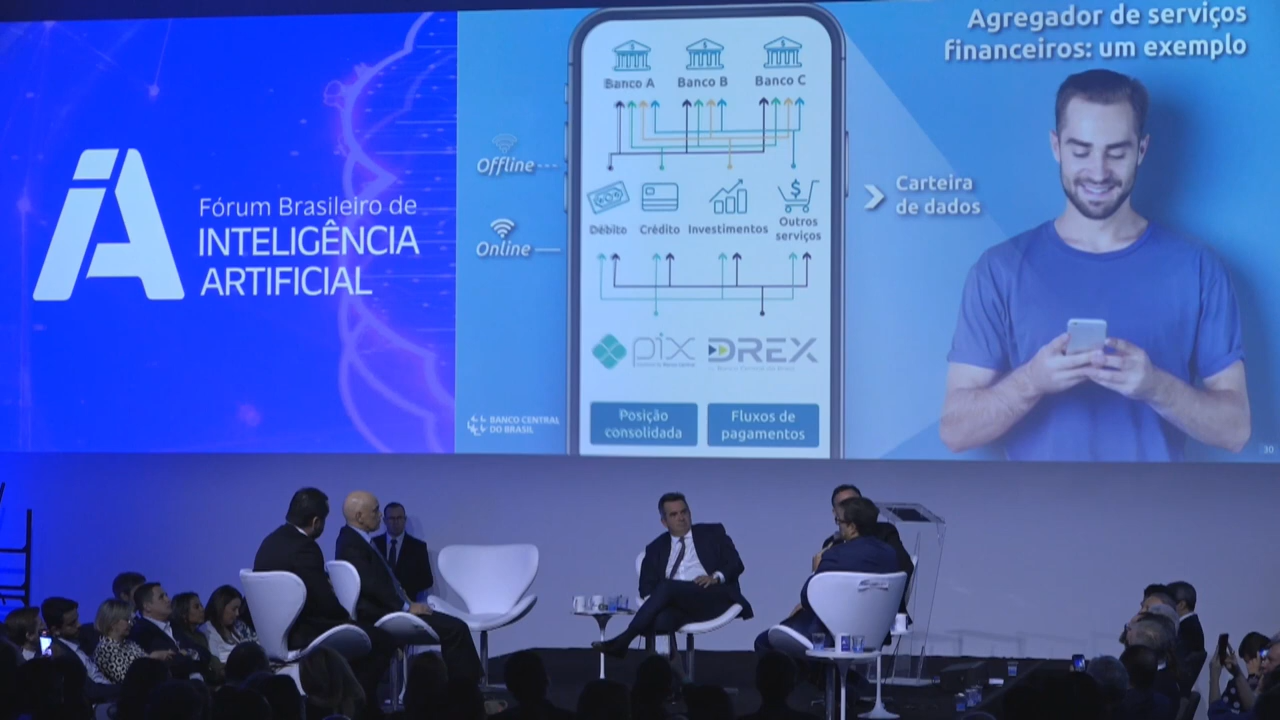 Fórum Brasileiro de
INTELIGÊNCIA
ARTIFICIAL
Agregador de serviços
financeiros: um exemplo
Banco A
Banco B
Banco C
Offline
Online
Débito
Crédito
Investimentos
Outros
serviços
Carteira
de dados
pix
DREX
Posição
consolidada
Fluxos de
pagamentos
BANCO CENTRAL
DO BRASIL
30